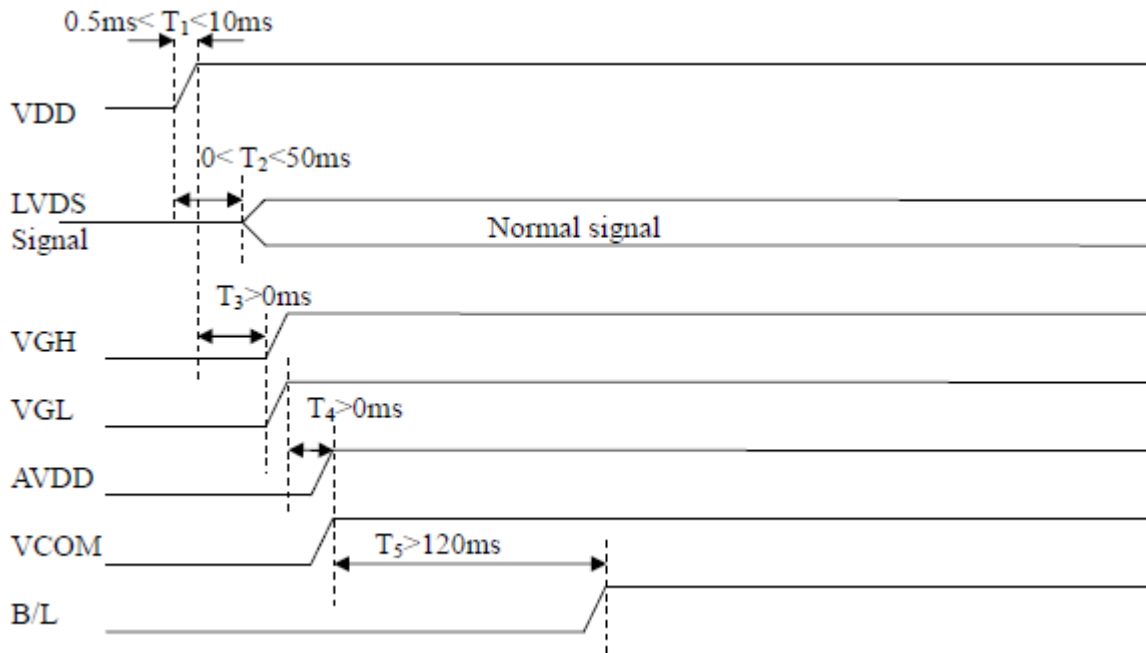 0.5ms< T₁<10ms
VDD
0< T₂<50ms
LVDS
Signal
Normal signal
T₃>0ms
VGH
VGL
T₄>0ms
AVDD
VCOM
T₅>120ms
B/L